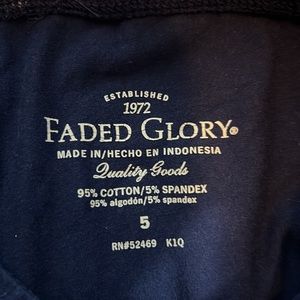 ESTABLISHED
1972
FADED GLORY®
MADE IN/HECHO EN INDONESIA
Quality Goods
95% COTTON/5% SPANDEX
95% algodón/5% spandex
5
RN#52469 K1Q